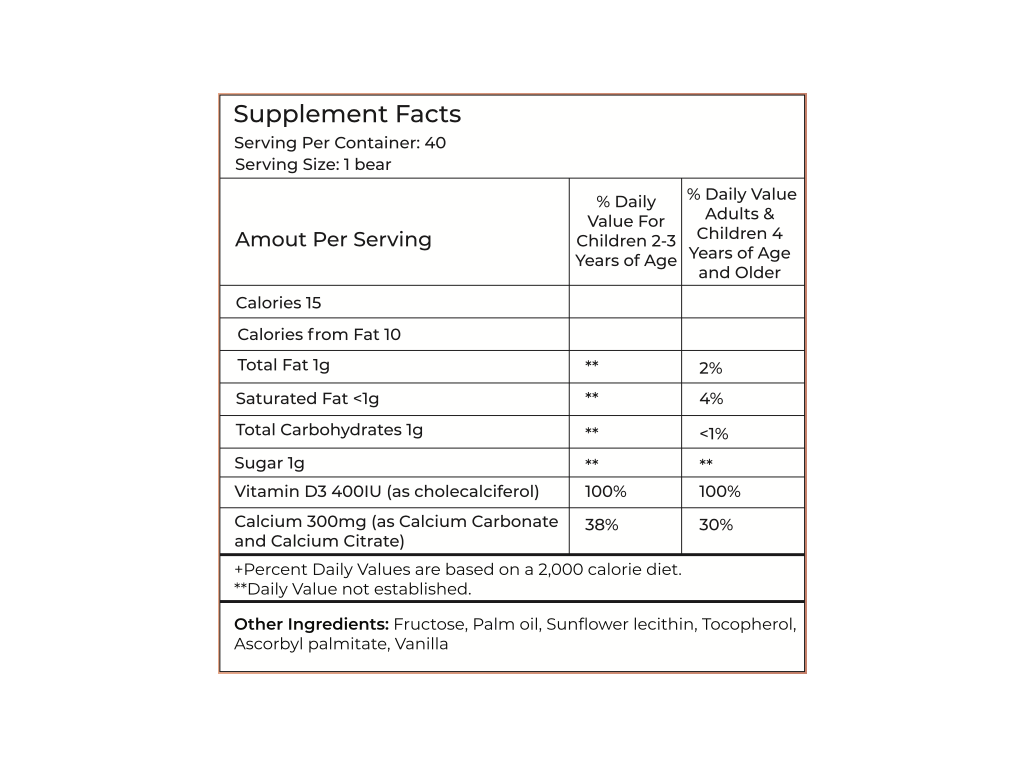 Supplement Facts
Serving Per Container: 40
Serving Size: 1 bear
Amout Per Serving
% Daily
Value For
Children 2-3
Years of Age
% Daily Value
Adults &
Children 4
Years of Age
and Older
Calories 15
Calories from Fat 10
Total Fat 1g ** 2%
Saturated Fat <1g ** 4%
Total Carbohydrates 1g ** <1%
Sugar 1g ** **
Vitamin D3 400IU (as cholecalciferol) 100% 100%
Calcium 300mg (as Calcium Carbonate 38% 30%
and Calcium Citrate)
+Percent Daily Values are based on a 2,000 calorie diet.
**Daily Value not established.
Other Ingredients: Fructose, Palm oil, Sunflower lecithin, Tocopherol,
Ascorbyl palmitate, Vanilla